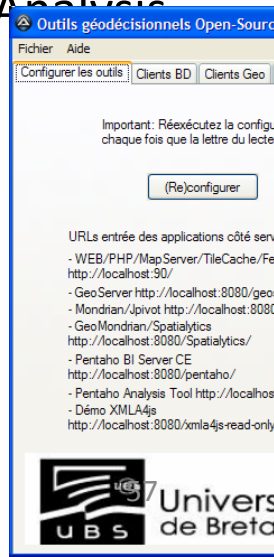 Analysis
Outils géodécisionnels Open-Sourc
Fichier Aide
Configurer les outils Clients BD Clients Geo
Important: Réexécutez la configu
chaque fois que la lettre du lecte
(Re)configurer
URLs entrée des applications côté serv
- WEB/PHP/MapServer/TileCache/Fe
http://localhost:90/
- GeoServer http://localhost:8080/geos
- Mondrian/Jpivot http://localhost:8080
- GeoMondrian/Spatialytics
http://localhost:8080/Spatialytics/
- Pentaho BI Server CE
http://localhost:8080/pentaho/
- Pentaho Analysis Tool http://localhos
- Démo XMLA4js
http://localhost:8080/xmla4js-read-only
57
Univers
de Breta
UBS